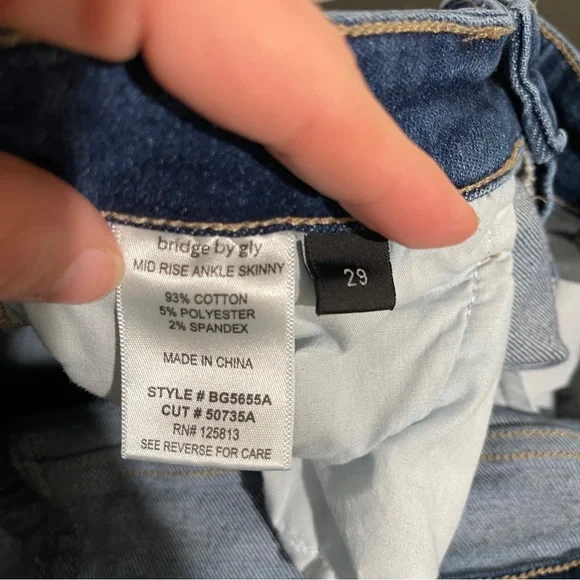 bridge by gly
MID RISE ANKLE SKINNY
93% COTTON
5% POLYESTER
2% SPANDEX
MADE IN CHINA
STYLE # BG5655A
CUT # 50735A
RN# 125813
SEE REVERSE FOR CARE
29